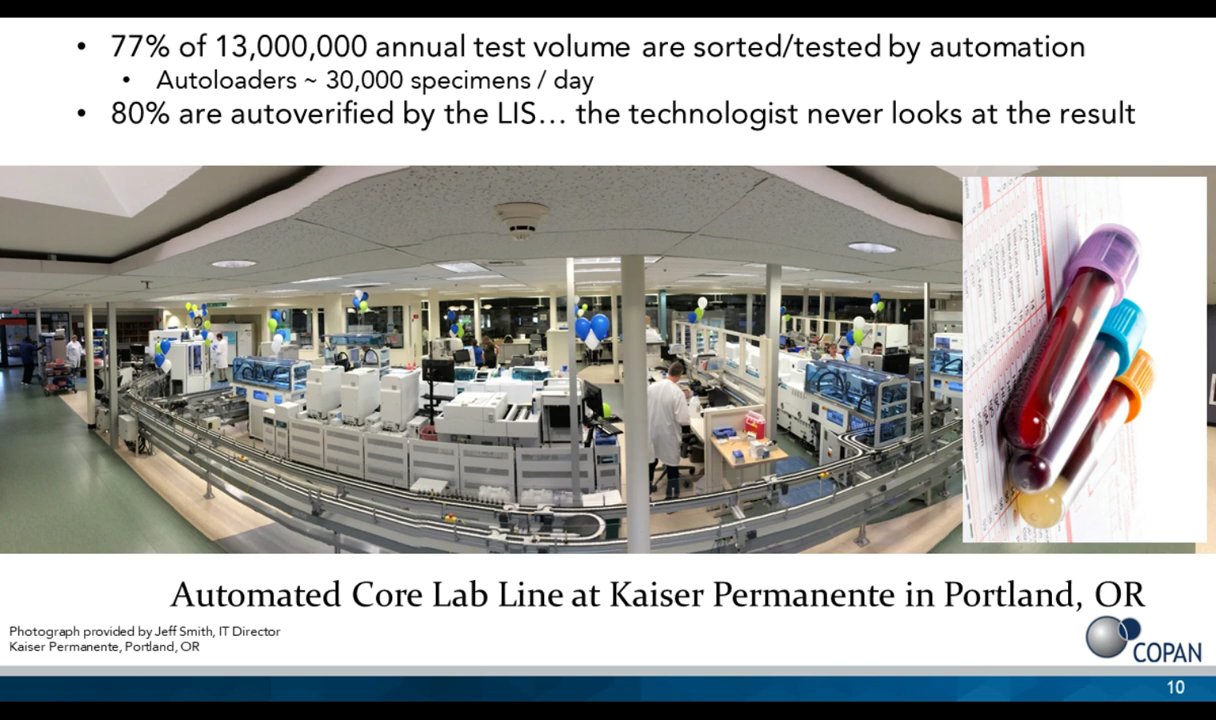 • 77% of 13,000,000 annual test volume are sorted/tested by automation
• Autoloaders ~ 30,000 specimens / day
• 80% are autoverified by the LIS... the technologist never looks at the result
Automated Core Lab Line at Kaiser Permanente in Portland, OR
Photograph provided by Jeff Smith, IT Director
Kaiser Permanente, Portland, OR
COPAN
10